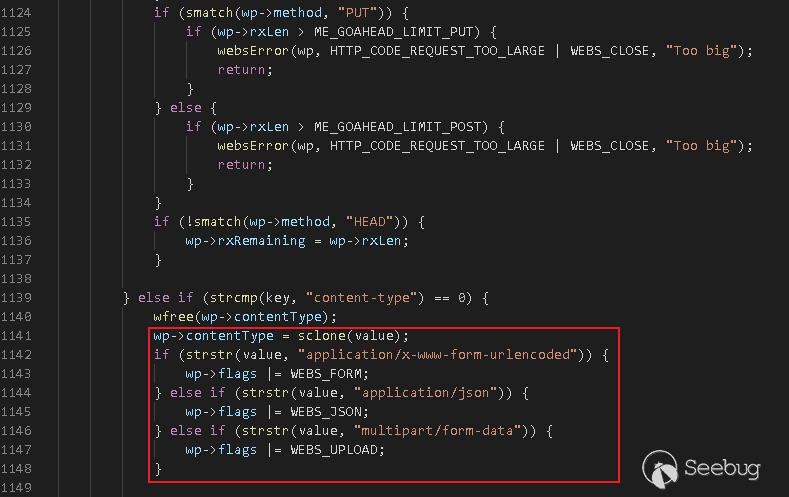 1124 if (smatch(wp->method, "PUT")) {
1125 if (wp->rxLen > ME_GOAHEAD_LIMIT_PUT) {
1126 websError(wp, HTTP_CODE_REQUEST_TOO_LARGE | WEBS_CLOSE, "Too big");
1127 return;
1128 }
1129 } else {
1130 if (wp->rxLen > ME_GOAHEAD_LIMIT_POST) {
1131 websError(wp, HTTP_CODE_REQUEST_TOO_LARGE | WEBS_CLOSE, "Too big");
1132 return;
1133 }
1134 }
1135 if (!smatch(wp->method, "HEAD")) {
1136 wp->rxRemaining = wp->rxLen;
1137 }
1138
1139 } else if (strcmp(key, "content-type") == 0) {
1140 wfree(wp->contentType);
1141 wp->contentType = sclone(value);
1142 if (strstr(value, "application/x-www-form-urlencoded")) {
1143 wp->flags |= WEBS_FORM;
1144 } else if (strstr(value, "application/json")) {
1145 wp->flags |= WEBS_JSON;
1146 } else if (strstr(value, "multipart/form-data")) {
1147 wp->flags |= WEBS_UPLOAD;
1148 }
1149
Seebug